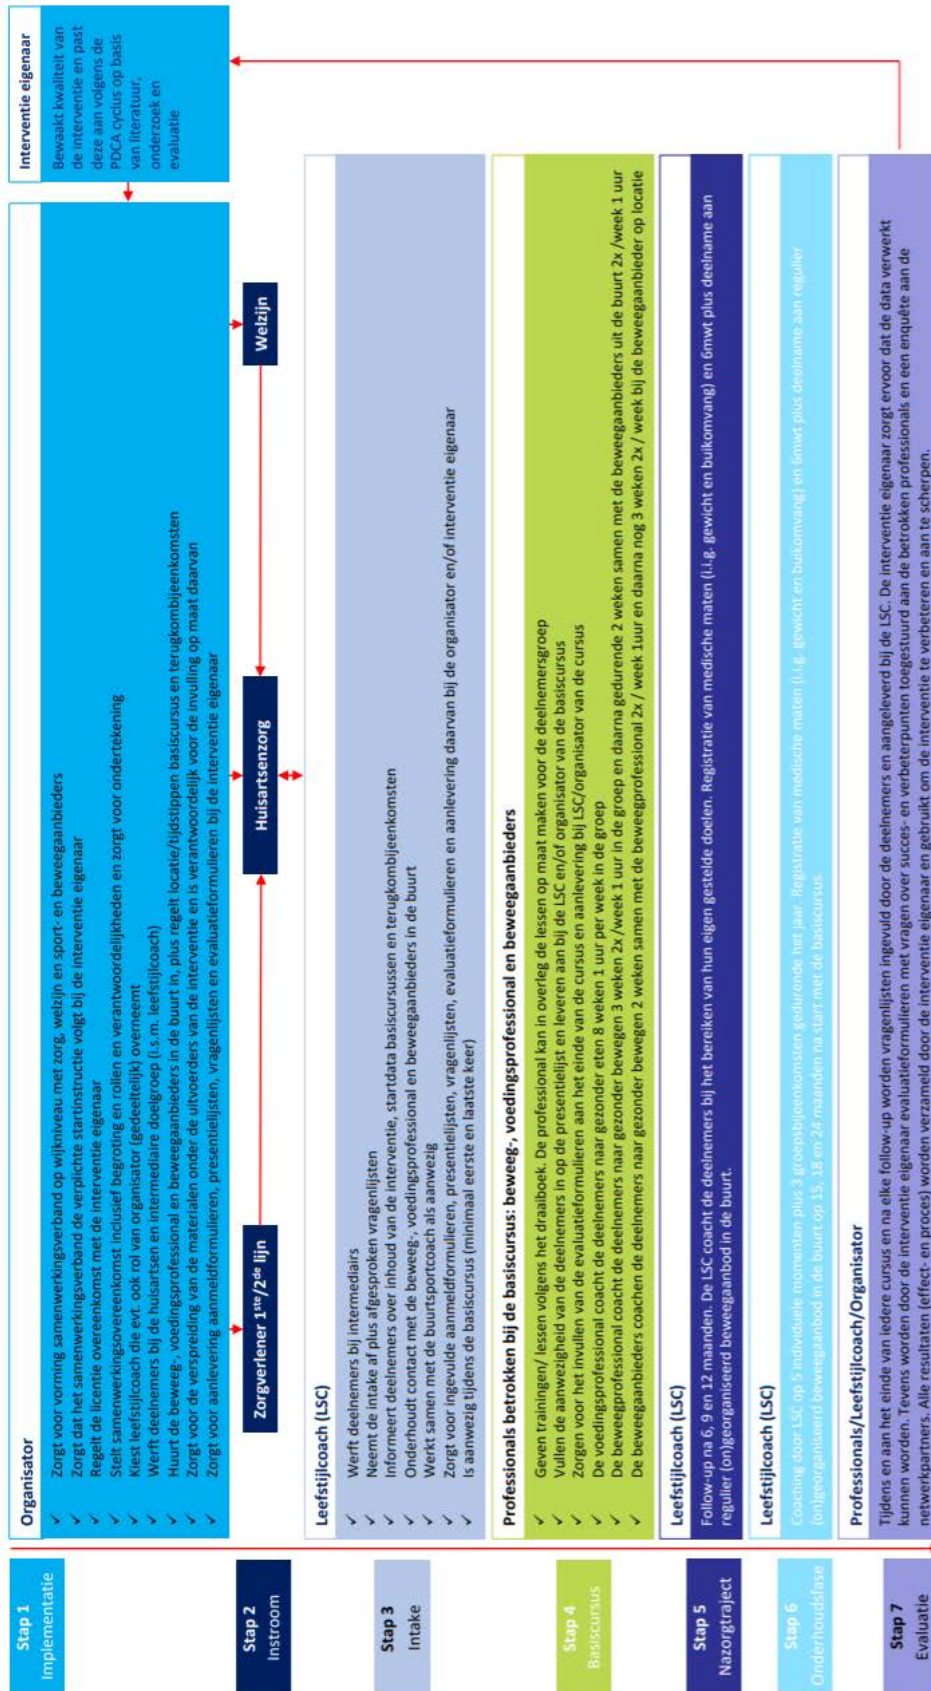 Stap 1
Implementatie
Organisator
✓ Zorgt voor vorming samenwerkingsverband op wijkniveau met zorg, welzijn en sport- en beweegaanbieders
✓ Zorgt dat het samenwerkingsverband de verplichte startinstructie volgt bij de interventie eigenaar
✓ Regelt de licentie overeenkomst met de interventie eigenaar
✓ Stelt samenwerkingsovereenkomst inclusief begroting en rollen en verantwoordelijkheden en zorgt voor ondertekening
✓ Kiest leefstijlcoach die evt. ook rol van organisator (gedeeltelijk) overneemt
✓ Werft deelnemers bij de huisartsen en intermediaire doelgroep (i.s.m. leefstijlcoach)
✓ Huurt de beweeg-, voedingsprofessional en beweegaanbieders in de buurt in, plus regelt locatie/tijdstippen basiscursus en terugkombijeenkomsten
✓ Zorgt voor de verspreiding van de materialen onder de uitvoerders van de interventie en is verantwoordelijk voor de invulling op maat daarvan
✓ Zorgt voor aanlevering aanmeldformulieren, presentielijsten, vragenlijsten en evaluatieformulieren bij de interventie eigenaar
Interventie eigenaar
Bewaakt kwaliteit van
de interventie en past
deze aan volgens de
PDCA cyclus op basis
van literatuur,
onderzoek en
evaluatie
Stap 2
Instroom
Zorgverlener 1ste/2de lijn
Huisartsenzorg
Welzijn
Stap 3
Intake
Leefstijlcoach (LSC)
✓ Werft deelnemers bij intermediairs
✓ Neemt de intake af plus afgesproken vragenlijsten
✓ Informeert deelnemers over inhoud van de interventie, startdata basiscursussen en terugkombijeenkomsten
✓ Onderhoudt contact met de beweeg-, voedingsprofessional en beweegaanbieders in de buurt
✓ Werkt samen met de buurtsportcoach als aanwezig
✓ Zorgt voor ingevulde aanmeldformulieren, presentielijsten, vragenlijsten, evaluatieformulieren en aanlevering daarvan bij de organisator en/of interventie eigenaar
✓ Is aanwezig tijdens de basiscursus (minimaal eerste en laatste keer)
Stap 4
Basiscursus
Professionals betrokken bij de basiscursus: beweeg-, voedingsprofessional en beweegaanbieders
✓ Geven trainingen/ lessen volgens het draaiboek. De professional kan in overleg de lessen op maat maken voor de deelnemersgroep
✓ Vullen de aanwezigheid van de deelnemers in op de presentielijst en leveren aan bij de LSC en/of organisator van de basiscursus
✓ Zorgen voor het invullen van de evaluatieformulieren aan het einde van de cursus en aanlevering bij LSC/organisator van de cursus
✓ De voedingsprofessional coacht de deelnemers naar gezonder eten 8 weken 1 uur per week in de groep
✓ De beweegprofessional coacht de deelnemers naar gezonder bewegen 3 weken 2x /week 1 uur in de groep en daarna gedurende 2 weken samen met de beweegaanbieders uit de buurt 2x /week 1 uur
✓ De beweegaanbieders coachen de deelnemers naar gezonder bewegen 2 weken samen met de beweegprofessional 2x / week 1uur en daarna nog 3 weken 2x / week bij de beweegaanbieder op locatie
Stap 5
Nazorgtraject
Leefstijlcoach (LSC)
Follow-up na 6, 9 en 12 maanden. De LSC coacht de deelnemers bij het bereiken van hun eigen gestelde doelen. Registratie van medische maten (i.i.g. gewicht en buikomvang) en 6mwt plus deelname aan
regulier (on)georganiseerd beweegaanbod in de buurt.
Stap 6
Onderhoudsfase
Leefstijlcoach (LSC)
Coaching door LSC op 5 individuele momenten plus 3 groepsbijeenkomsten gedurende het jaar. Registratie van medische maten (i.i.g. gewicht en buikomvang) en 6mwt plus deelname aan regulier
(on)georganiseerd beweegaanbod in de buurt op 15, 18 en 24 maanden na start met de basiscursus.
Stap 7
Evaluatie
Professionals/Leefstijlcoach/Organisator
Tijdens en aan het einde van iedere cursus en na elke follow-up worden vragenlijsten ingevuld door de deelnemers en aangeleverd bij de LSC. De interventie eigenaar zorgt ervoor dat de data verwerkt
kunnen worden. Tevens worden door de interventie eigenaar evaluatieformulieren met vragen over succes- en verbeterpunten toegestuurd aan de betrokken professionals en een enquête aan de
netwerkpartners. Alle resultaten (effect- en proces) worden verzameld door de interventie eigenaar en gebruikt om de interventie te verbeteren en aan te scherpen.